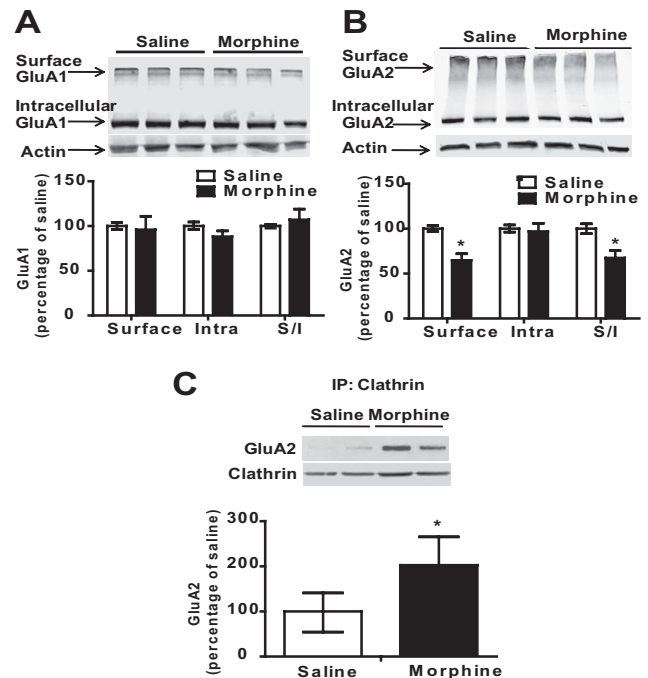 A
Saline Morphine
Surface
GluA1
Intracellular
GluA1
Actin
Saline
Morphine
GluA1
(percentage of saline)
150
100
50
0
Surface Intra S/I
B
Saline Morphine
Surface
GluA2
Intracellular
GluA2
Actin
Saline
Morphine
GluA2
(percentage of saline)
150
100
50
0
* *
Surface Intra S/I
C
IP: Clathrin
Saline Morphine
GluA2
Clathrin
GluA2
(percentage of saline)
300
200
100
0
*
Saline Morphine